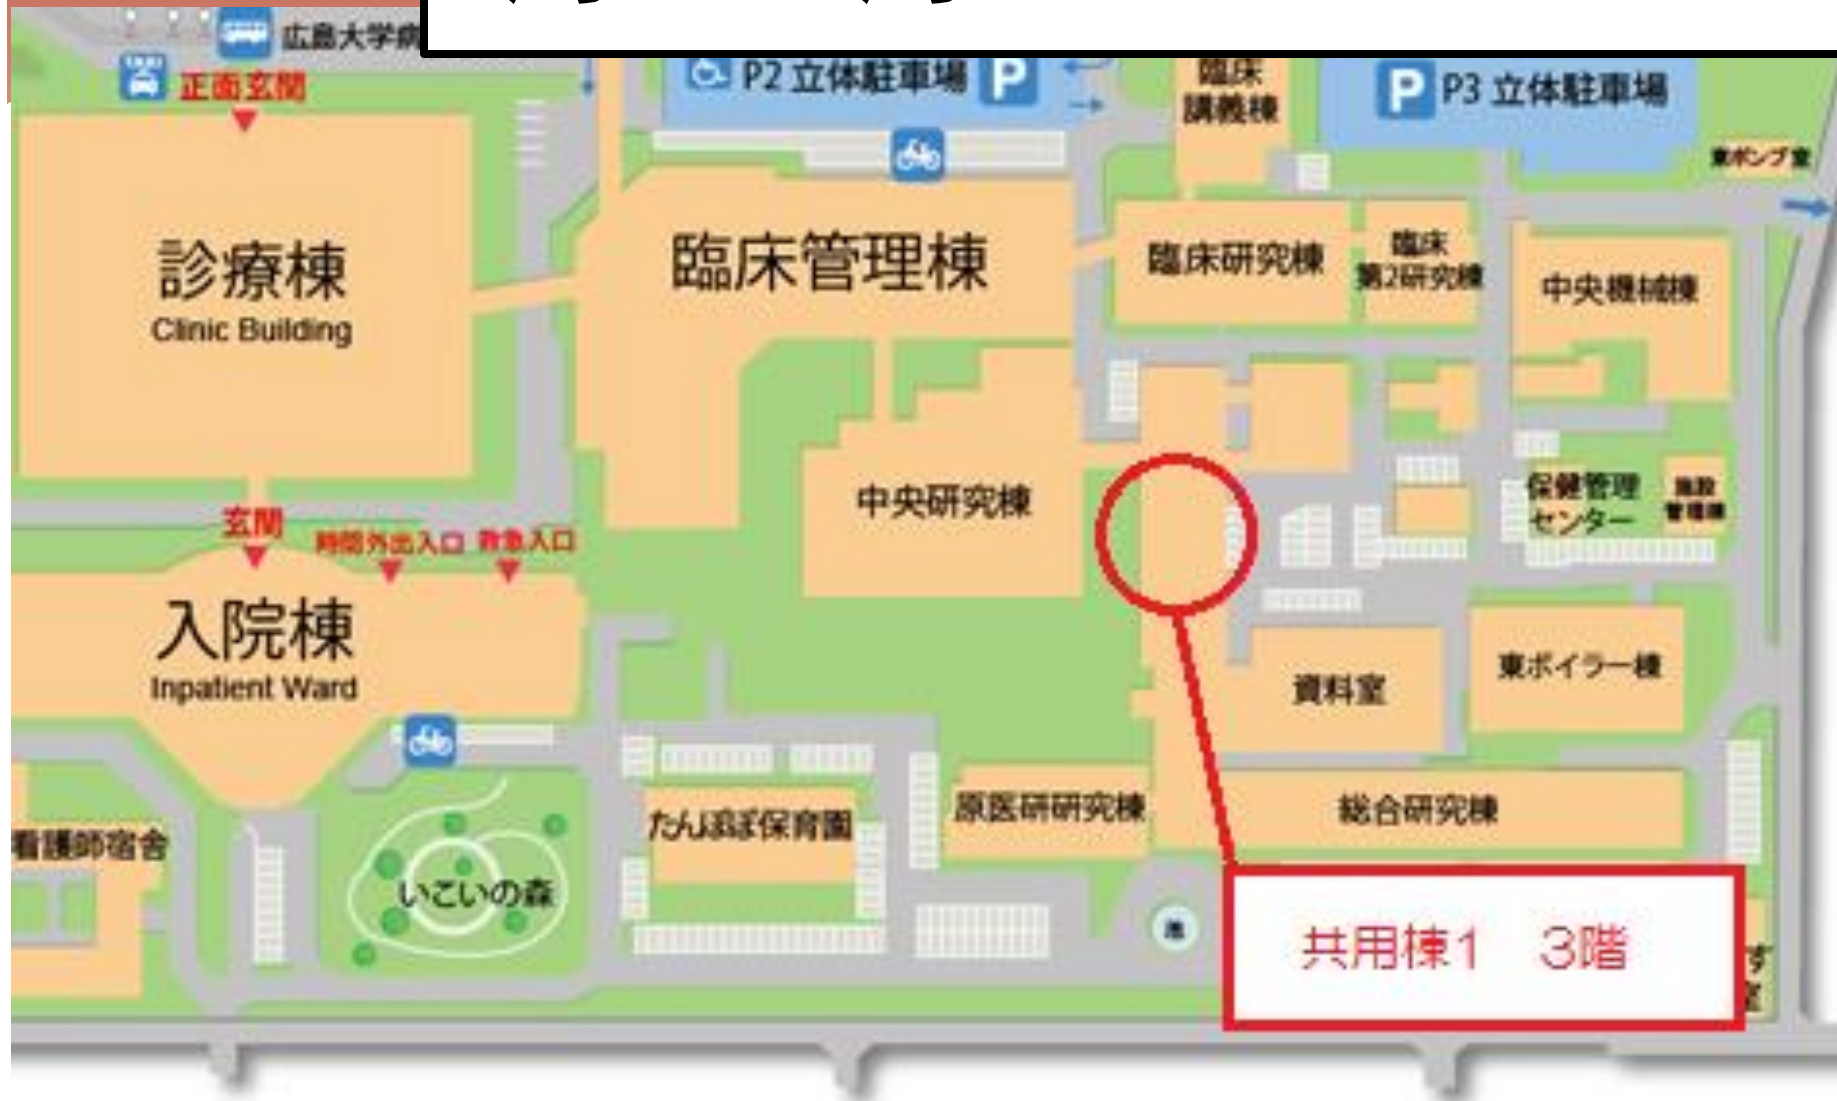 広島大学病
正面玄関
P2 立体駐車場 P
臨床
講義棟
P P3 立体駐車場
東ポンプ室
診療棟
Clinic Building
臨床管理棟
臨床研究棟
臨床
第2研究棟
中央機械棟
中央研究棟
保健管理
センター
施設
管理棟
玄関
時間外出入口
救急入口
入院棟
Inpatient Ward
資料室
東ボイラー棟
たんぽぽ保育園
原医研研究棟
総合研究棟
看護師宿舎
いこいの森
共用棟1 3階